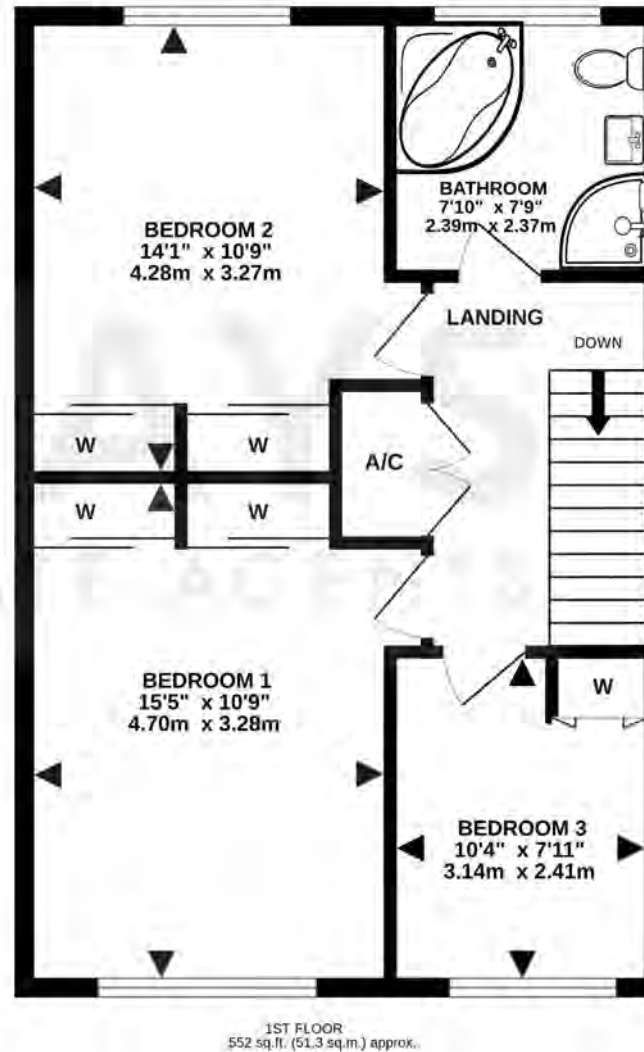 BATHROOM
7'10" x 7'9"
2.39m x 2.37m
BEDROOM 2
14'1" x 10'9"
4.28m x 3.27m
LANDING
DOWN
W
W
A/C
W
W
BEDROOM 1
15'5" x 10'9"
4.70m x 3.28m
W
BEDROOM 3
10'4" x 7'11"
3.14m x 2.41m
1ST FLOOR
552 sq.ft. (51.3 sq.m.) approx.